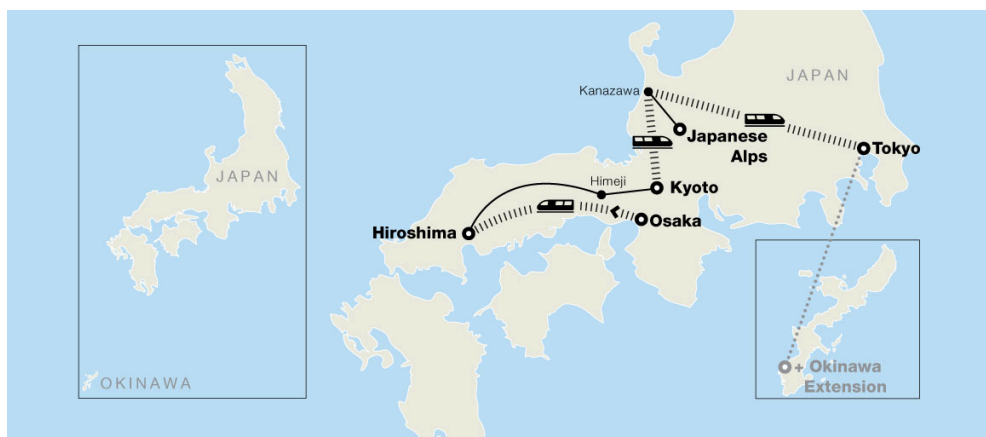 JAPAN
OKINAWA
JAPAN
Kanazawa
Japanese
Alps
Tokyo
Himeji
Kyoto
Osaka
Hiroshima
+ Okinawa
Extension